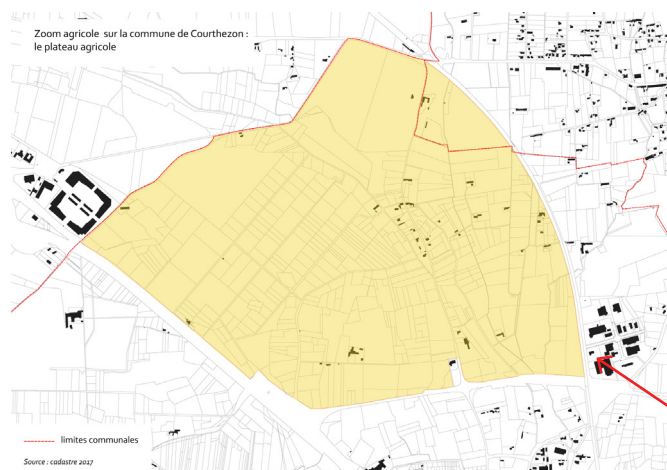 Zoom agricole sur la commune de Courthezon :
le plateau agricole
limites communales
Source : cadastre 2017